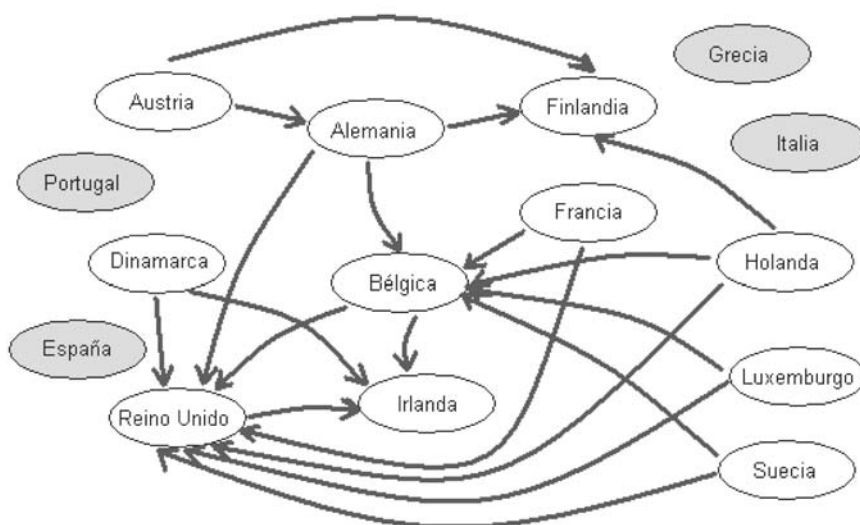 Grecia
Austria
Finlandia
Alemania
Italia
Portugal
Francia
Dinamarca
Holanda
Bélgica
España
Luxemburgo
Irlanda
Reino Unido
Suecia